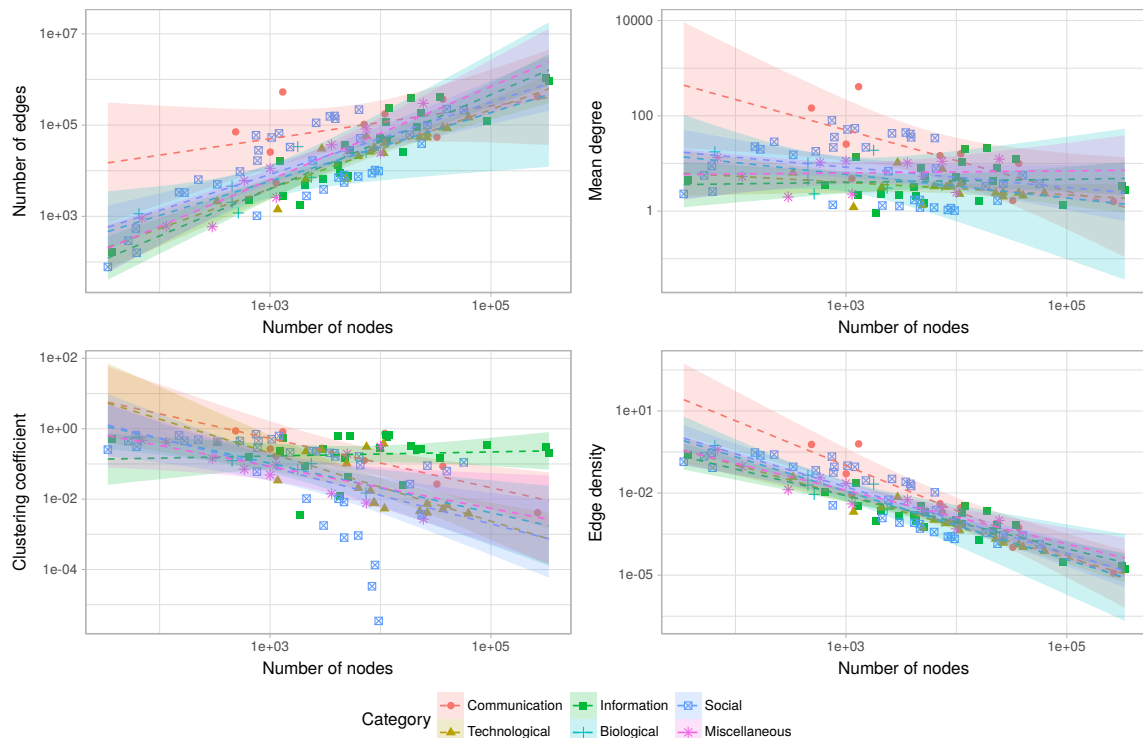 1e+07
1e+05
1e+03
Number of edges
1e+03 1e+05
Number of nodes
10000
100
1
Mean degree
1e+03 1e+05
Number of nodes
1e+02
1e+00
1e-02
1e-04
Clustering coefficient
1e+03 1e+05
Number of nodes
1e+01
1e-02
1e-05
Edge density
1e+03 1e+05
Number of nodes
Category
Communication Information Social
Technological Biological Miscellaneous